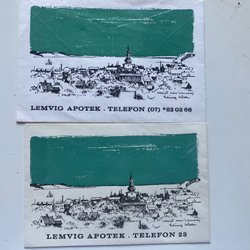 LEMVIG APOTEK . TELEFON (07) *82 02 66
LEMVIG APOTEK . TELEFON 23